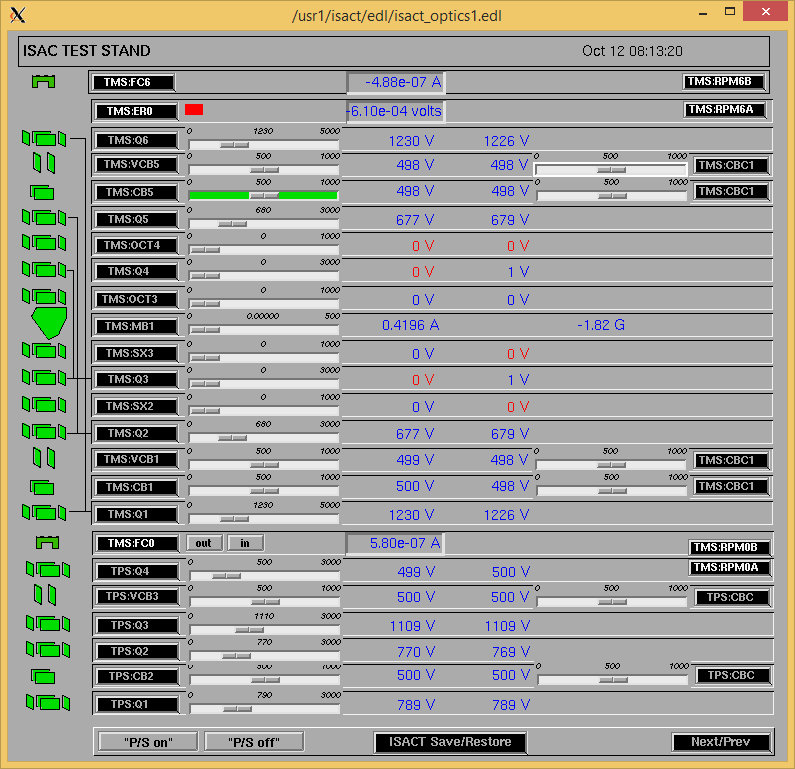 /usr1/isact/edl/isact_optics1.edl
ISAC TEST STAND Oct 12 08:13:20
TMS:FC6 -4.88e-07 A TMS:RPM6B
TMS:ER0 -6.10e-04 volts TMS:RPM6A
TMS:Q6 0 1230 5000 1230 V 1226 V
TMS:VCB5 0 500 1000 498 V 498 V 0 500 1000 TMS:CBC1
TMS:CB5 0 500 1000 498 V 498 V 0 500 1000 TMS:CBC1
TMS:Q5 0 680 3000 677 V 679 V
TMS:OCT4 0 0 1000 0 V 0 V
TMS:Q4 0 0 3000 0 V 1 V
TMS:OCT3 0 0 1000 0 V 0 V
TMS:MB1 0 0.00000 500 0.4196 A -1.82 G
TMS:SX3 0 0 1000 0 V 0 V
TMS:Q3 0 0 3000 0 V 1 V
TMS:SX2 0 0 1000 0 V 0 V
TMS:Q2 0 680 3000 677 V 679 V
TMS:VCB1 0 500 1000 499 V 498 V 0 500 1000 TMS:CBC1
TMS:CB1 0 500 1000 500 V 498 V 0 500 1000 TMS:CBC1
TMS:Q1 0 1230 5000 1230 V 1226 V
TMS:FC0 out in 5.80e-07 A TMS:RPM0B
TPS:Q4 0 500 3000 499 V 500 V TMS:RPM0A
TPS:VCB3 0 500 1000 500 V 500 V 0 500 1000 TPS:CBC
TPS:Q3 0 1110 3000 1109 V 1109 V
TPS:Q2 0 770 3000 770 V 769 V
TPS:CB2 0 500 1000 500 V 500 V 0 500 1000 TPS:CBC
TPS:Q1 0 790 3000 789 V 789 V
"P/S on" "P/S off" ISACT Save/Restore Next/Prev